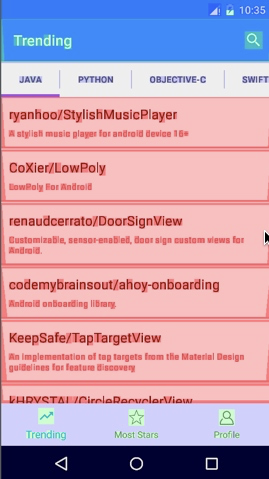 10:35
Trending
JAVA PYTHON OBJECTIVE-C SWIFT
ryanhoo/StylishMusicPlayer
A stylish music player for android device 16+
CoXier/LowPoly
LowPoly For Android
renaudcerrato/DoorSignView
Customizable, sensor-enabled, door sign custom views for
Android.
codemybrainsout/ahoy-onboarding
Android onboarding library.
KeepSafe/TapTargetView
An implementation of tap targets from the Material Design
guidelines for feature discovery
kHRYSTAL/CircleRecyclerView
Trending Most Stars Profile